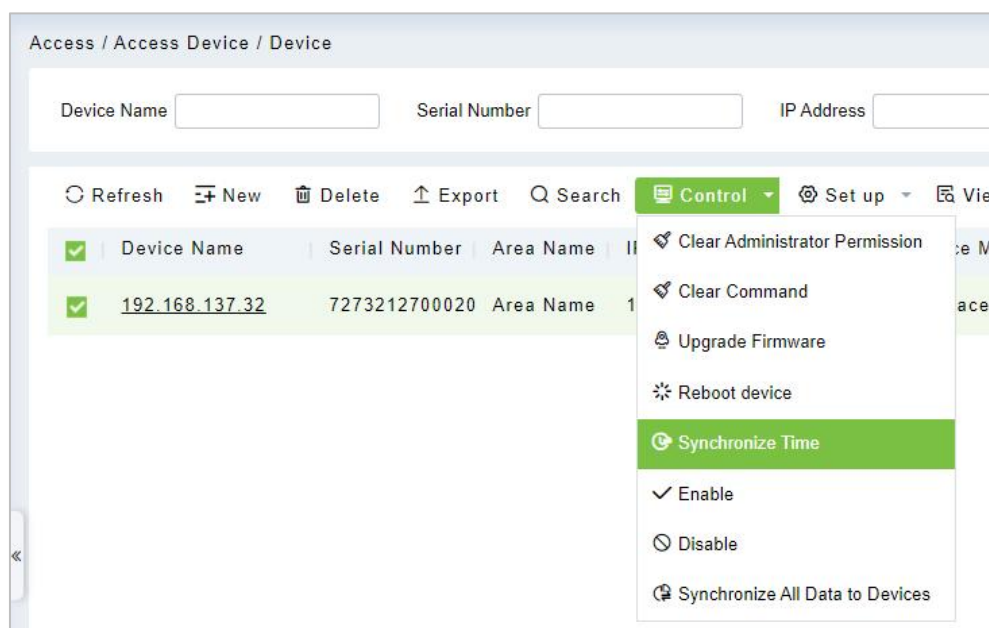 Access / Access Device / Device
Device Name Serial Number IP Address
Refresh New Delete Export Search Control Set up
Device Name Serial Number Area Name
192.168.137.32 7273212700020 Area Name
Clear Administrator Permission
Clear Command
Upgrade Firmware
Reboot device
Synchronize Time
Enable
Disable
Synchronize All Data to Devices